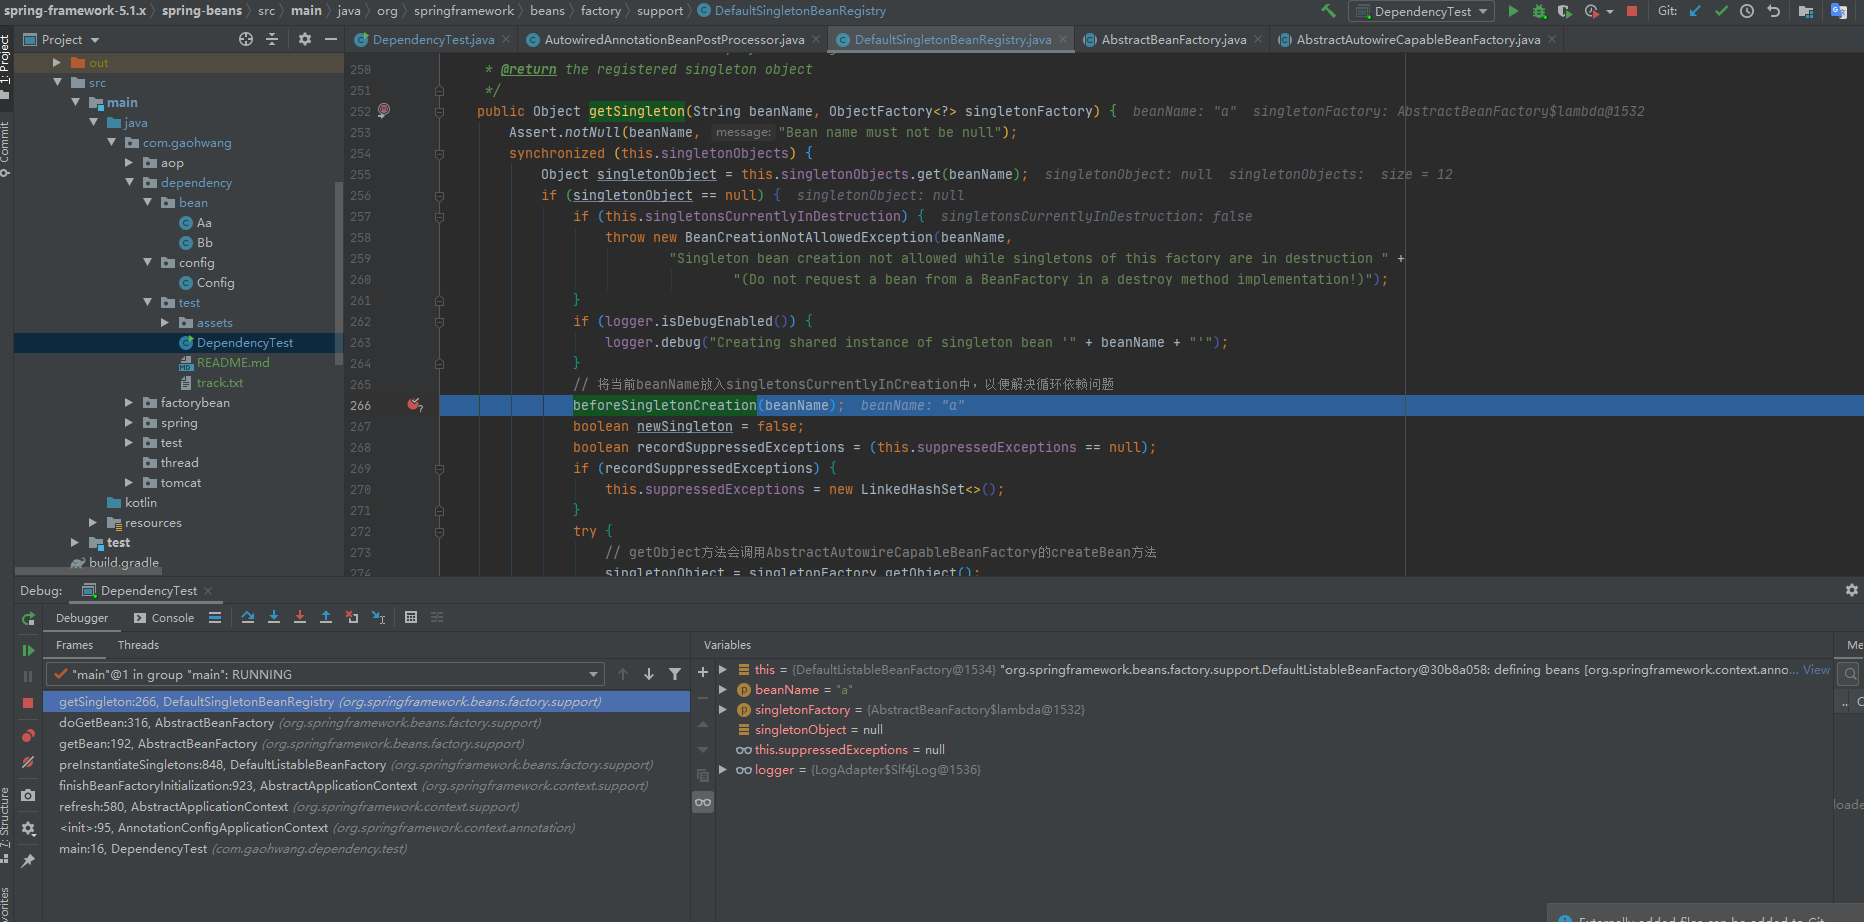 spring-framework-5.1.x › spring-beans › src › main › java › org › springframework › beans › factory › support › DefaultSingletonBeanRegistry
DependencyTest
Git:
Project
DependencyTest.java
AutowiredAnnotationBeanPostProcessor.java
DefaultSingletonBeanRegistry.java
AbstractBeanFactory.java
AbstractAutowireCapableBeanFactory.java
1: Project
Commit
out
src
main
java
com.gaohwang
aop
dependency
bean
Aa
Bb
config
Config
test
assets
DependencyTest
README.md
track.txt
factorybean
spring
test
thread
tomcat
kotlin
resources
test
build.gradle
250 * @return the registered singleton object
251 */
252 public Object getSingleton(String beanName, ObjectFactory<?> singletonFactory) { beanName: "a" singletonFactory: AbstractBeanFactory$lambda@1532
253 Assert.notNull(beanName, message: "Bean name must not be null");
254 synchronized (this.singletonObjects) {
255 Object singletonObject = this.singletonObjects.get(beanName); singletonObject: null singletonObjects: size = 12
256 if (singletonObject == null) { singletonObject: null
257 if (this.singletonsCurrentlyInDestruction) { singletonsCurrentlyInDestruction: false
258 throw new BeanCreationNotAllowedException(beanName,
259 "Singleton bean creation not allowed while singletons of this factory are in destruction " +
260 "(Do not request a bean from a BeanFactory in a destroy method implementation!)");
261 }
262 if (logger.isDebugEnabled()) {
263 logger.debug("Creating shared instance of singleton bean '" + beanName + "'");
264 }
265 // 将当前beanName放入singletonsCurrentlyInCreation中，以便解决循环依赖问题
266 beforeSingletonCreation(beanName); beanName: "a"
267 boolean newSingleton = false;
268 boolean recordSuppressedExceptions = (this.suppressedExceptions == null);
269 if (recordSuppressedExceptions) {
270 this.suppressedExceptions = new LinkedHashSet<>();
271 }
272 try {
273 // getObject方法会调用AbstractAutowireCapableBeanFactory的createBean方法
274 singletonObject = singletonFactory.getObject();
Debug: DependencyTest
Debugger
Console
Frames
Threads
"main"@1 in group "main": RUNNING
getSingleton:266, DefaultSingletonBeanRegistry (org.springframework.beans.factory.support)
doGetBean:316, AbstractBeanFactory (org.springframework.beans.factory.support)
getBean:192, AbstractBeanFactory (org.springframework.beans.factory.support)
preInstantiateSingletons:848, DefaultListableBeanFactory (org.springframework.beans.factory.support)
finishBeanFactoryInitialization:923, AbstractApplicationContext (org.springframework.context.support)
refresh:580, AbstractApplicationContext (org.springframework.context.support)
<init>:95, AnnotationConfigApplicationContext (org.springframework.context.annotation)
main:16, DependencyTest (com.gaohwang.dependency.test)
Variables
this = {DefaultListableBeanFactory@1534} "org.springframework.beans.factory.support.DefaultListableBeanFactory@30b8a058: defining beans [org.springframework.context.anno... View
beanName = "a"
singletonFactory = {AbstractBeanFactory$lambda@1532}
singletonObject = null
this.suppressedExceptions = null
logger = {LogAdapter$Slf4jLog@1536}
Me
loade
7: Structure
vorites
Externally added files can be added to Git